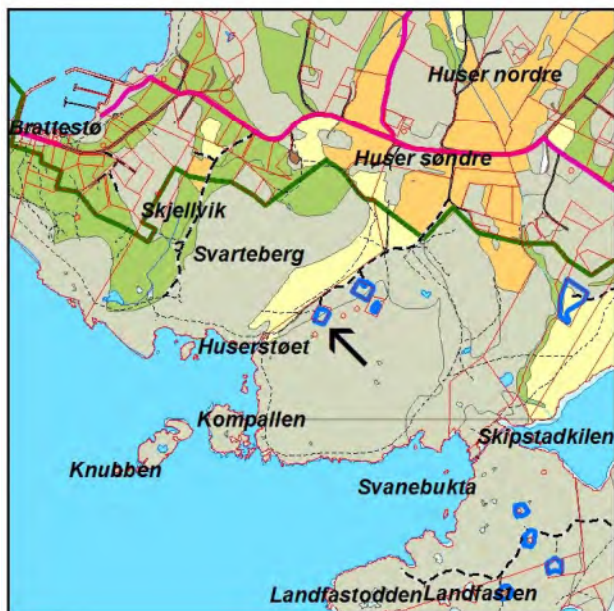 Huser nordre
Brattestø
Huser søndre
Skjellvik
Svarteberg
Huserstøet
Kompallen
Knubben
Skipstadkilen
Svanebukta
Landfastodden
Landfasten